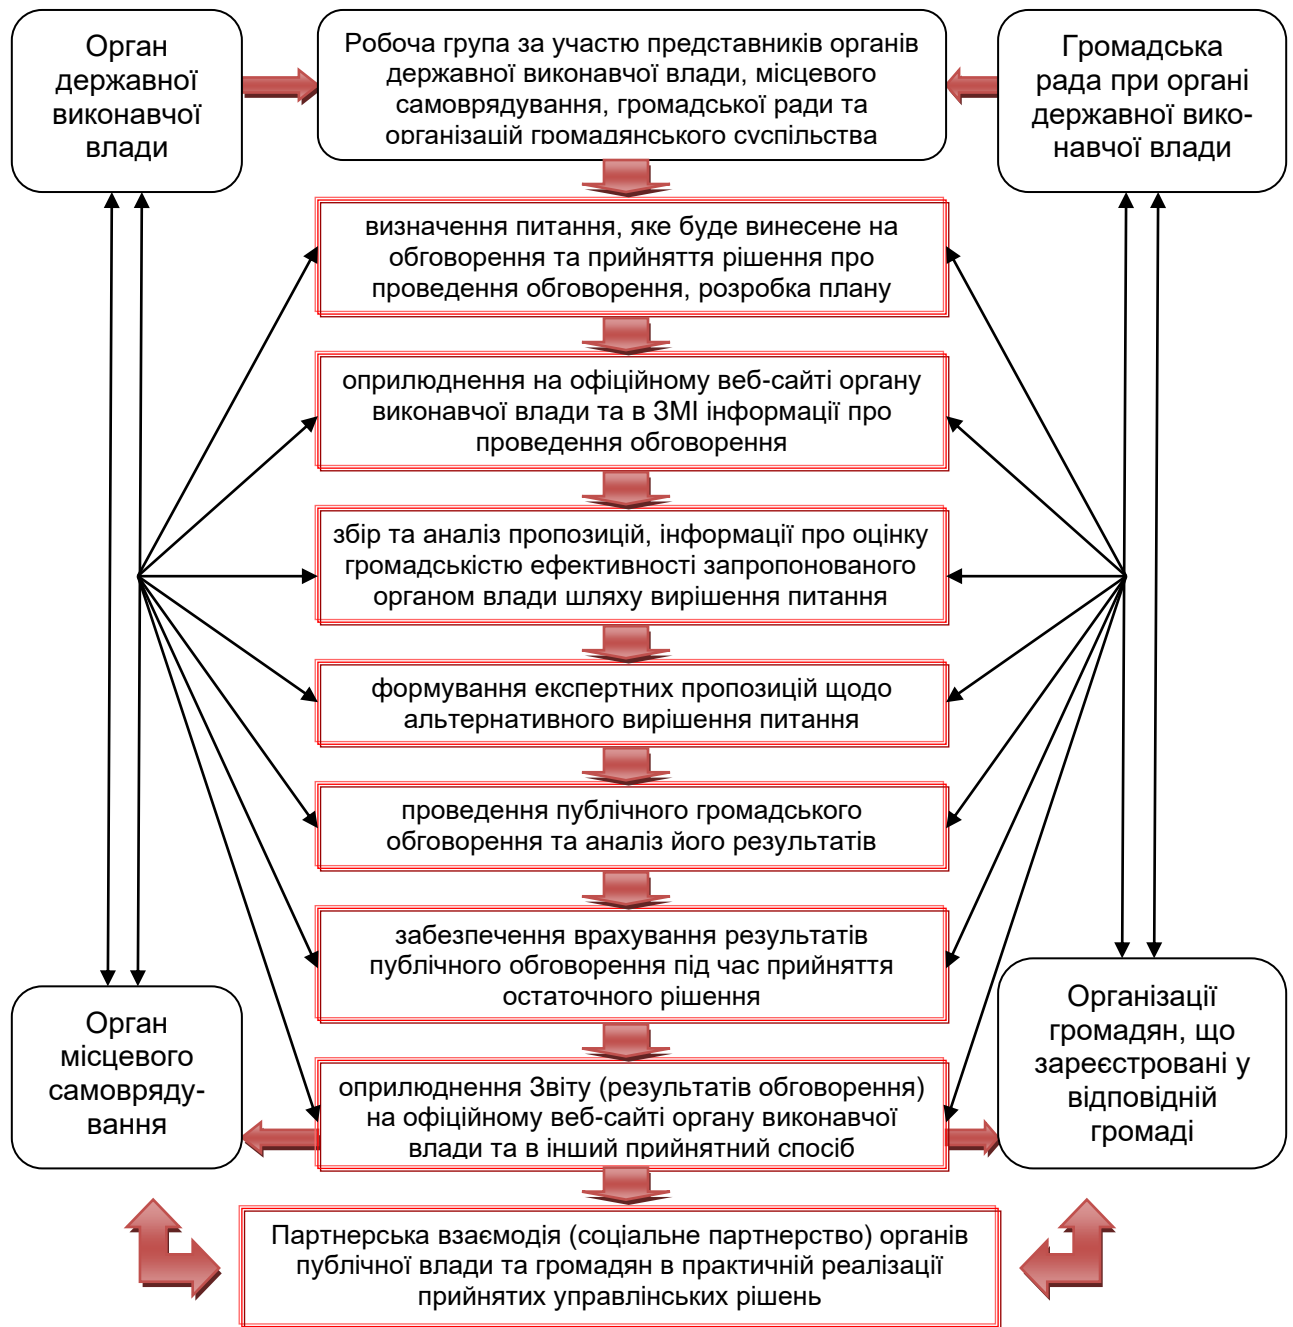 Орган
державної
виконавчої
влади
Робоча група за участю представників органів
державної виконавчої влади, місцевого
самоврядування, громадської ради та
організацій громадянського суспільства
Громадська
рада при органі
державної вико-
навчої влади
визначення питання, яке буде винесене на
обговорення та прийняття рішення про
проведення обговорення, розробка плану
оприлюднення на офіційному веб-сайті органу
виконавчої влади та в ЗМІ інформації про
проведення обговорення
збір та аналіз пропозицій, інформації про оцінку
громадськістю ефективності запропонованого
органом влади шляху вирішення питання
формування експертних пропозицій щодо
альтернативного вирішення питання
проведення публічного громадського
обговорення та аналіз його результатів
забезпечення врахування результатів
публічного обговорення під час прийняття
остаточного рішення
Орган
місцевого
самовряду-
вання
оприлюднення Звіту (результатів обговорення)
на офіційному веб-сайті органу виконавчої
влади та в інший прийнятний спосіб
Організації
громадян, що
зареєстровані у
відповідній
громаді
Партнерська взаємодія (соціальне партнерство) органів
публічної влади та громадян в практичній реалізації
прийнятих управлінських рішень